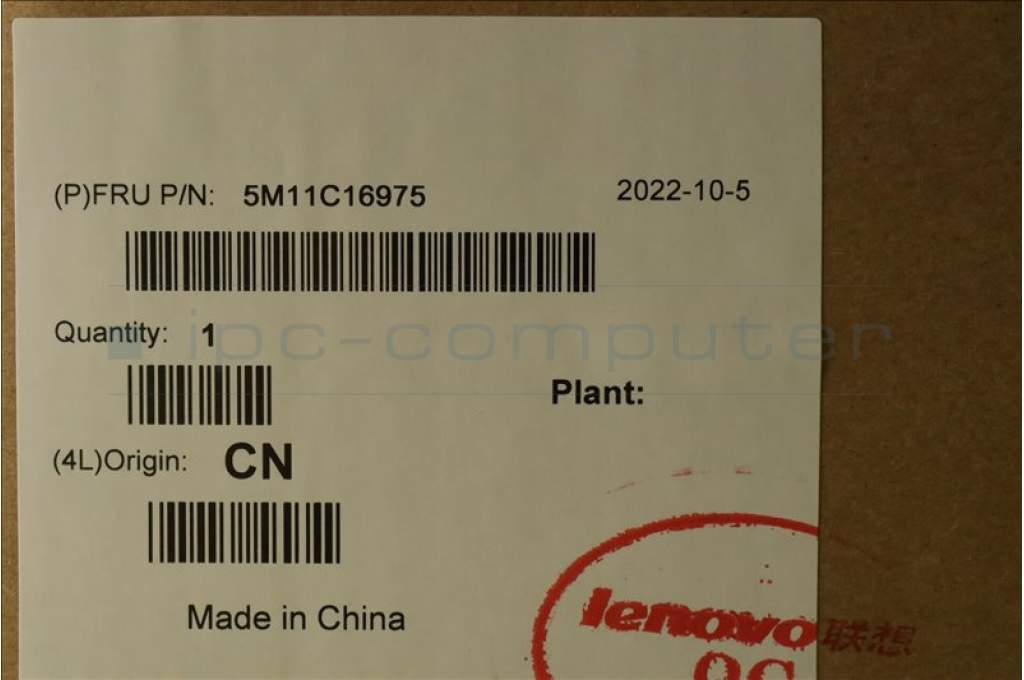 (P)FRU P/N: 5M11C16975 2022-10-5
Quantity: 1
ipc-computer
Plant:
(4L)Origin: CN
Made in China
lenovo联想
QC